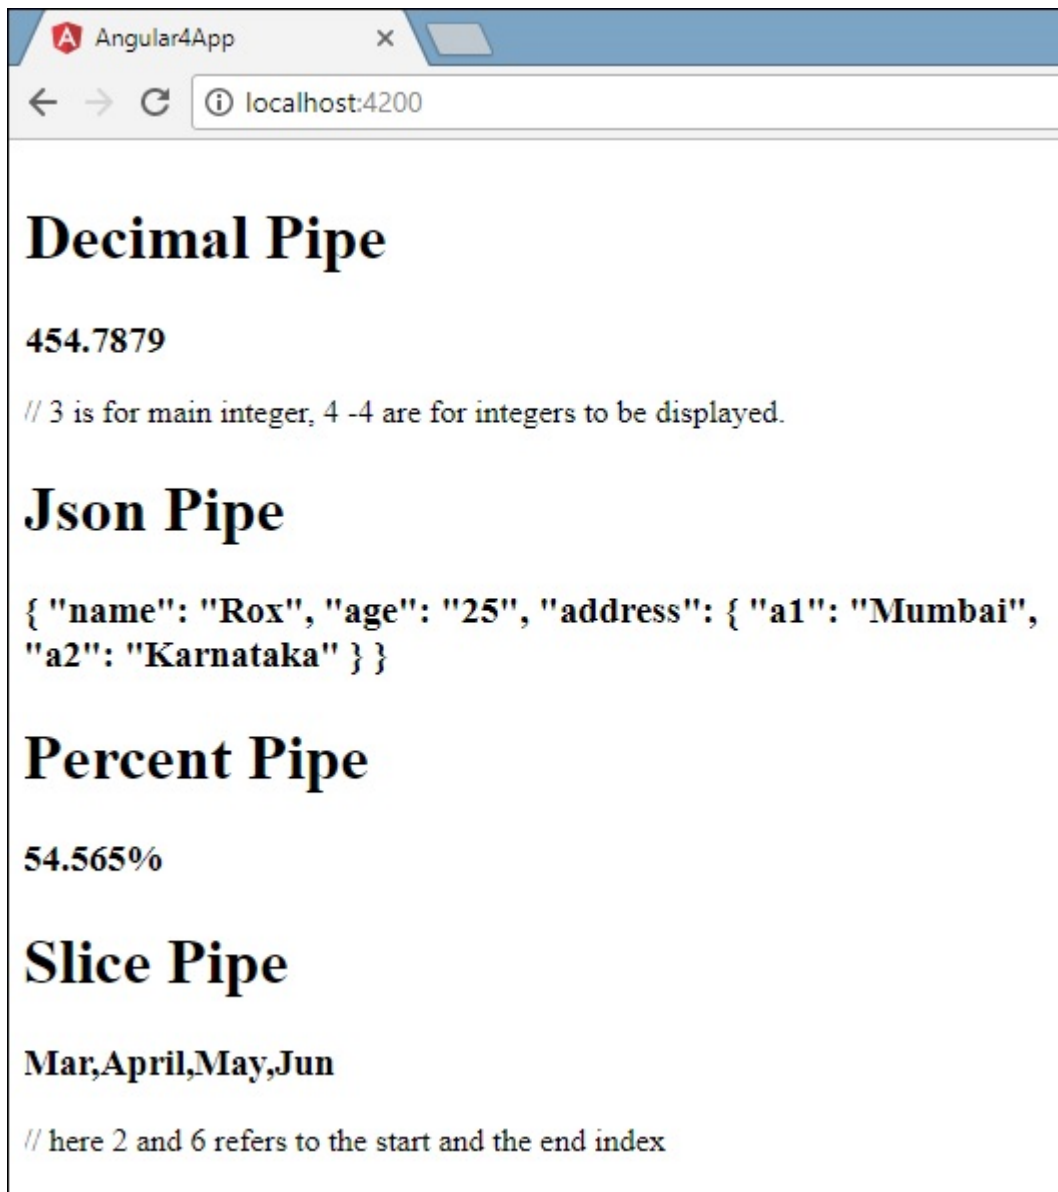 Angular4App
localhost:4200
Decimal Pipe
454.7879
// 3 is for main integer, 4 -4 are for integers to be displayed.
Json Pipe
{ "name": "Rox", "age": "25", "address": { "a1": "Mumbai",
"a2": "Karnataka" } }
Percent Pipe
54.565%
Slice Pipe
Mar,April,May,Jun
// here 2 and 6 refers to the start and the end index